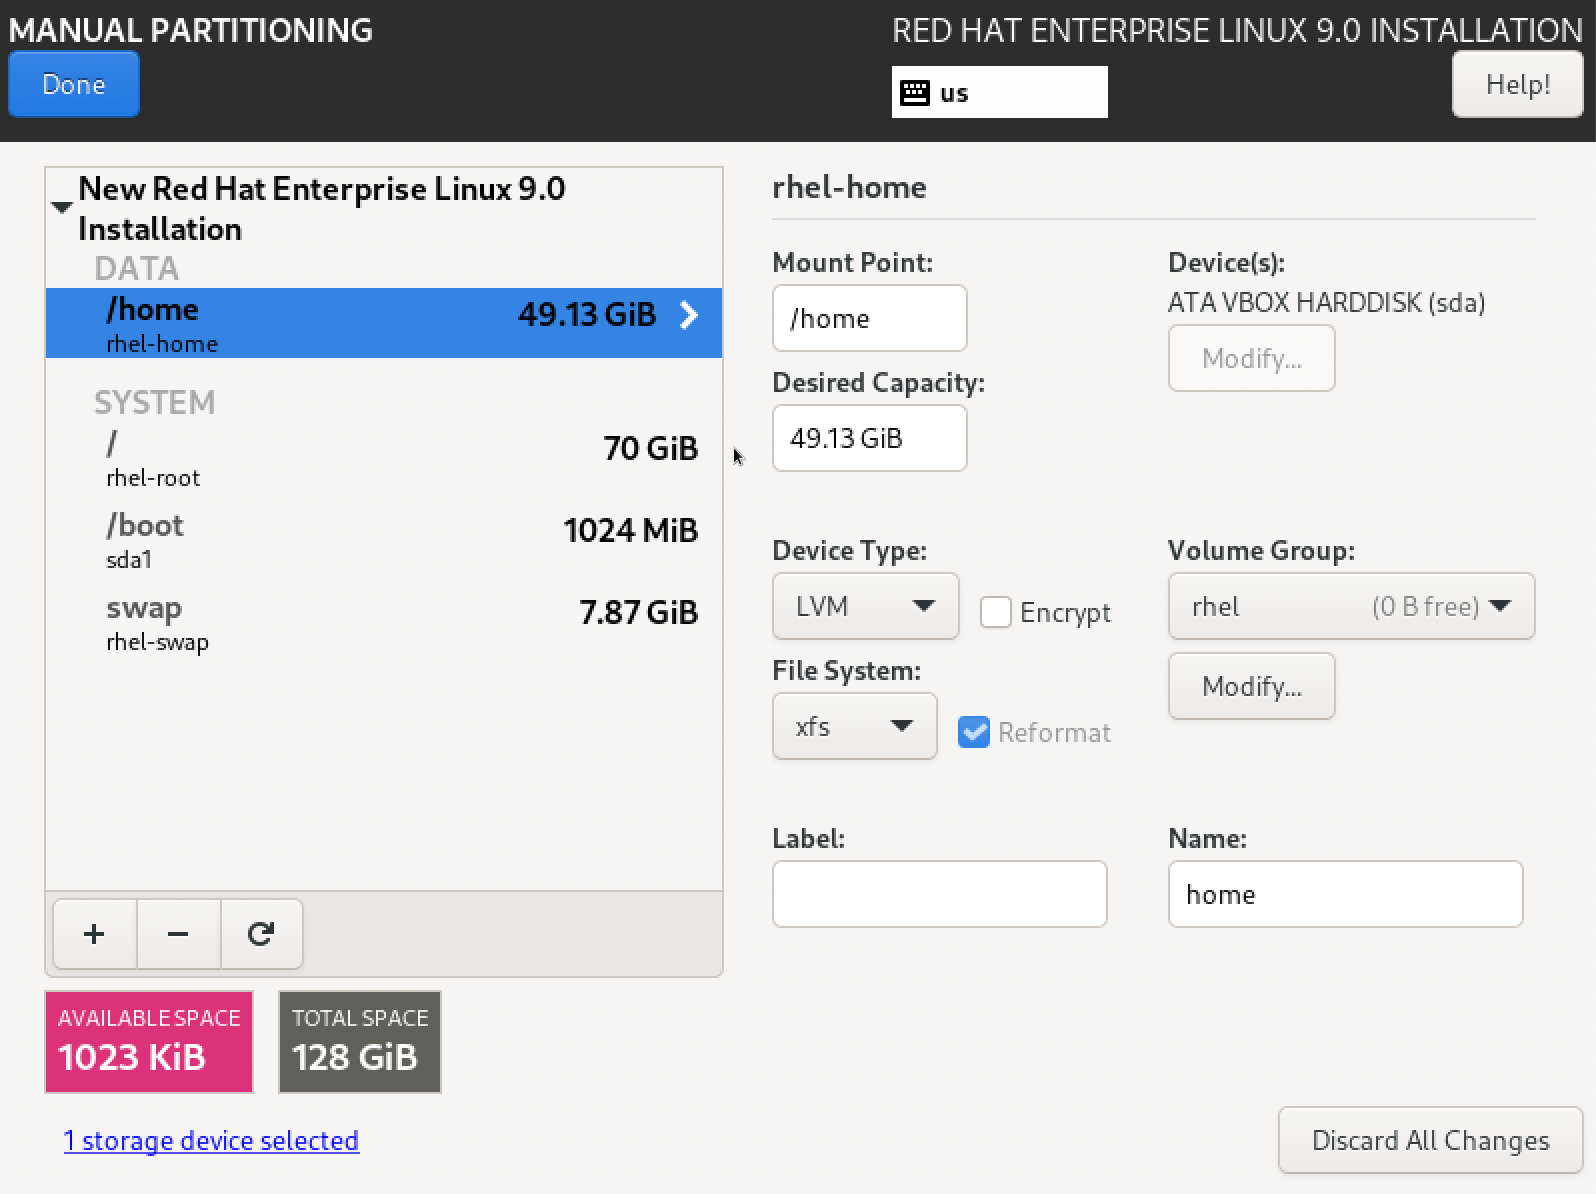 MANUAL PARTITIONING
RED HAT ENTERPRISE LINUX 9.0 INSTALLATION
Done
us
Help!
New Red Hat Enterprise Linux 9.0
Installation
DATA
/home
49.13 GiB
rhel-home
SYSTEM
/
70 GiB
rhel-root
/boot
1024 MiB
sda1
swap
7.87 GiB
rhel-swap
+ −
AVAILABLE SPACE
1023 KiB
TOTAL SPACE
128 GiB
1 storage device selected
rhel-home
Mount Point:
/home
Device(s):
ATA VBOX HARDDISK (sda)
Modify...
Desired Capacity:
49.13 GiB
Device Type:
LVM
Encrypt
Volume Group:
rhel (0 B free)
Modify...
File System:
xfs
Reformat
Label:
Name:
home
Discard All Changes